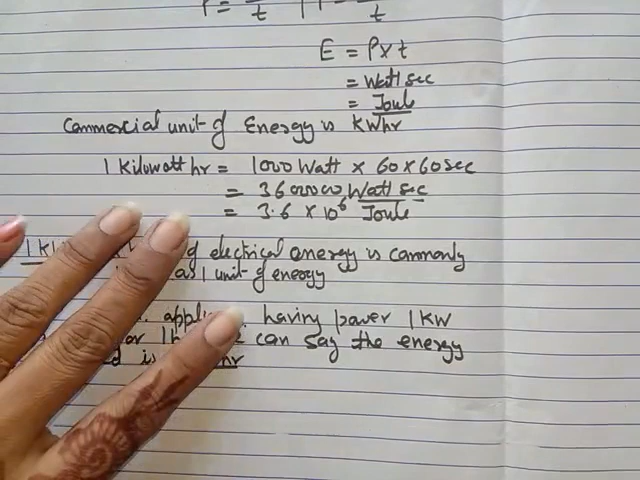 P = t | t
E = P x t
= Watt sec
= Joule
Commercial unit of Energy is KWhr
1 kilowatt hr = 1000 Watt x 60 x 60 sec
= 3600000 Watt sec
= 3.6 x 10⁶ Joule
of electrical energy is commonly
as 1 unit of energy
having power 1 KW
can say the energy
is hr